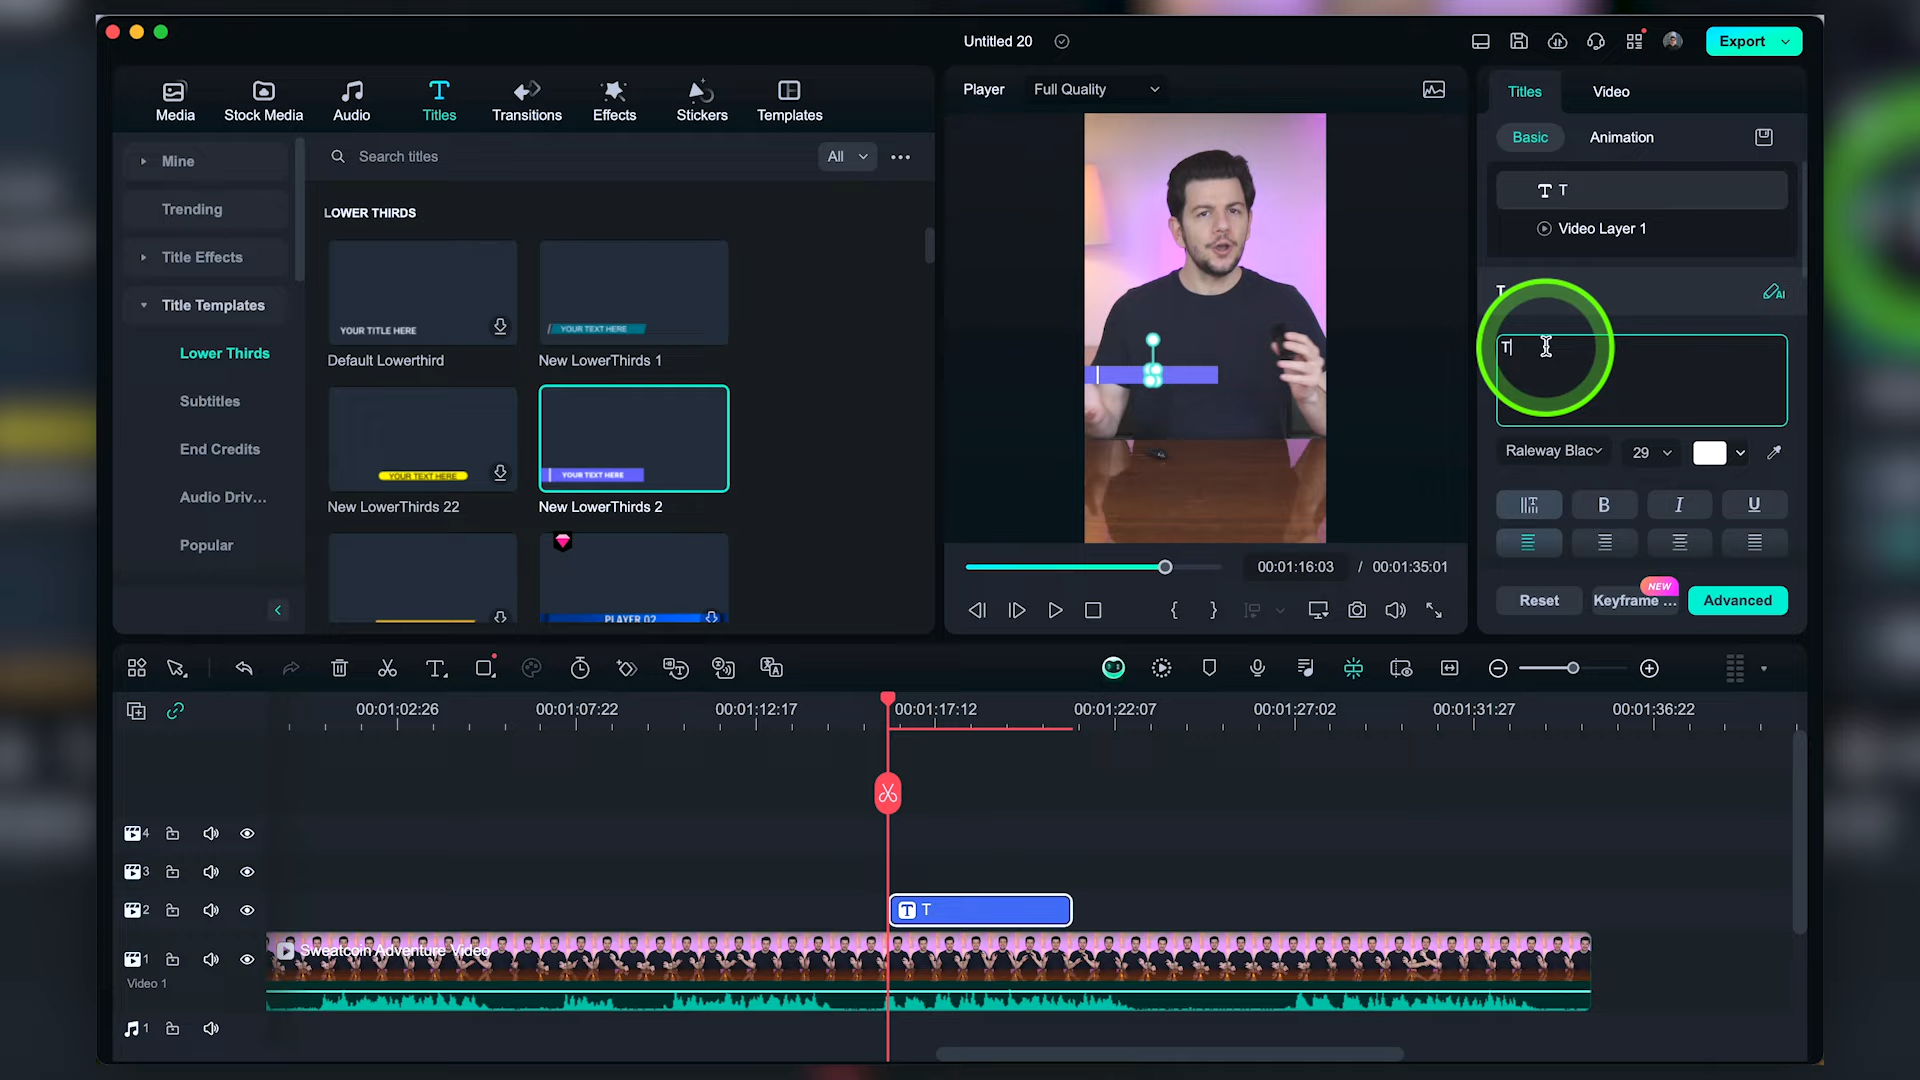 Untitled 20
Export
Media
Stock Media
Audio
Titles
Transitions
Effects
Stickers
Templates
Player
Full Quality
Titles
Video
Mine
Search titles
All
Basic
Animation
Trending
LOWER THIRDS
T
Title Effects
Video Layer 1
Title Templates
YOUR TITLE HERE
YOUR TEXT HERE
T
AI
Lower Thirds
Default Lowerthird
New LowerThirds 1
T
Subtitles
End Credits
YOUR TEXT HERE
YOUR TEXT HERE
Raleway Blac
29
Audio Driv...
New LowerThirds 22
New LowerThirds 2
B
I
U
Popular
00:01:16:03
/
00:01:35:01
NEW
Reset
Keyframe ...
Advanced
PLAYER 02
00:01:02:26
00:01:07:22
00:01:12:17
00:01:17:12
00:01:22:07
00:01:27:02
00:01:31:27
00:01:36:22
4
3
2
T
1
Sweatcoin Adventure Video
Video 1
1